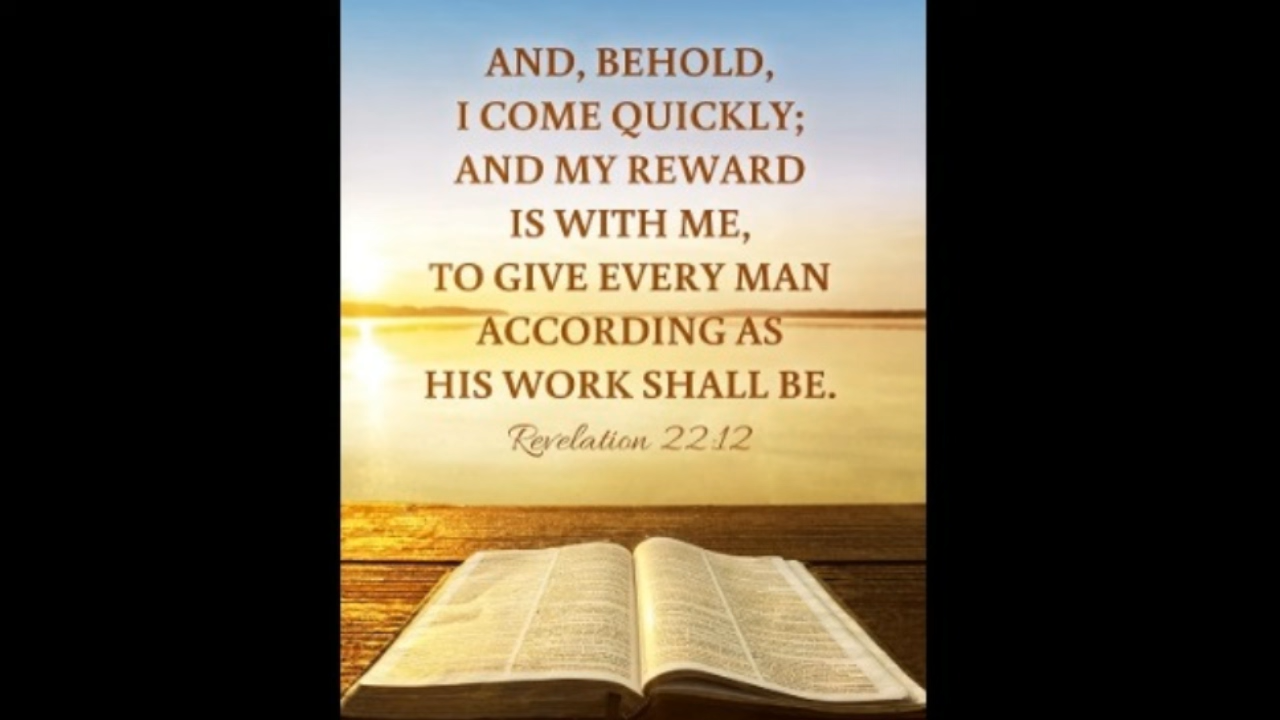 AND, BEHOLD,
I COME QUICKLY;
AND MY REWARD
IS WITH ME,
TO GIVE EVERY MAN
ACCORDING AS
HIS WORK SHALL BE.
Revelation 22:12